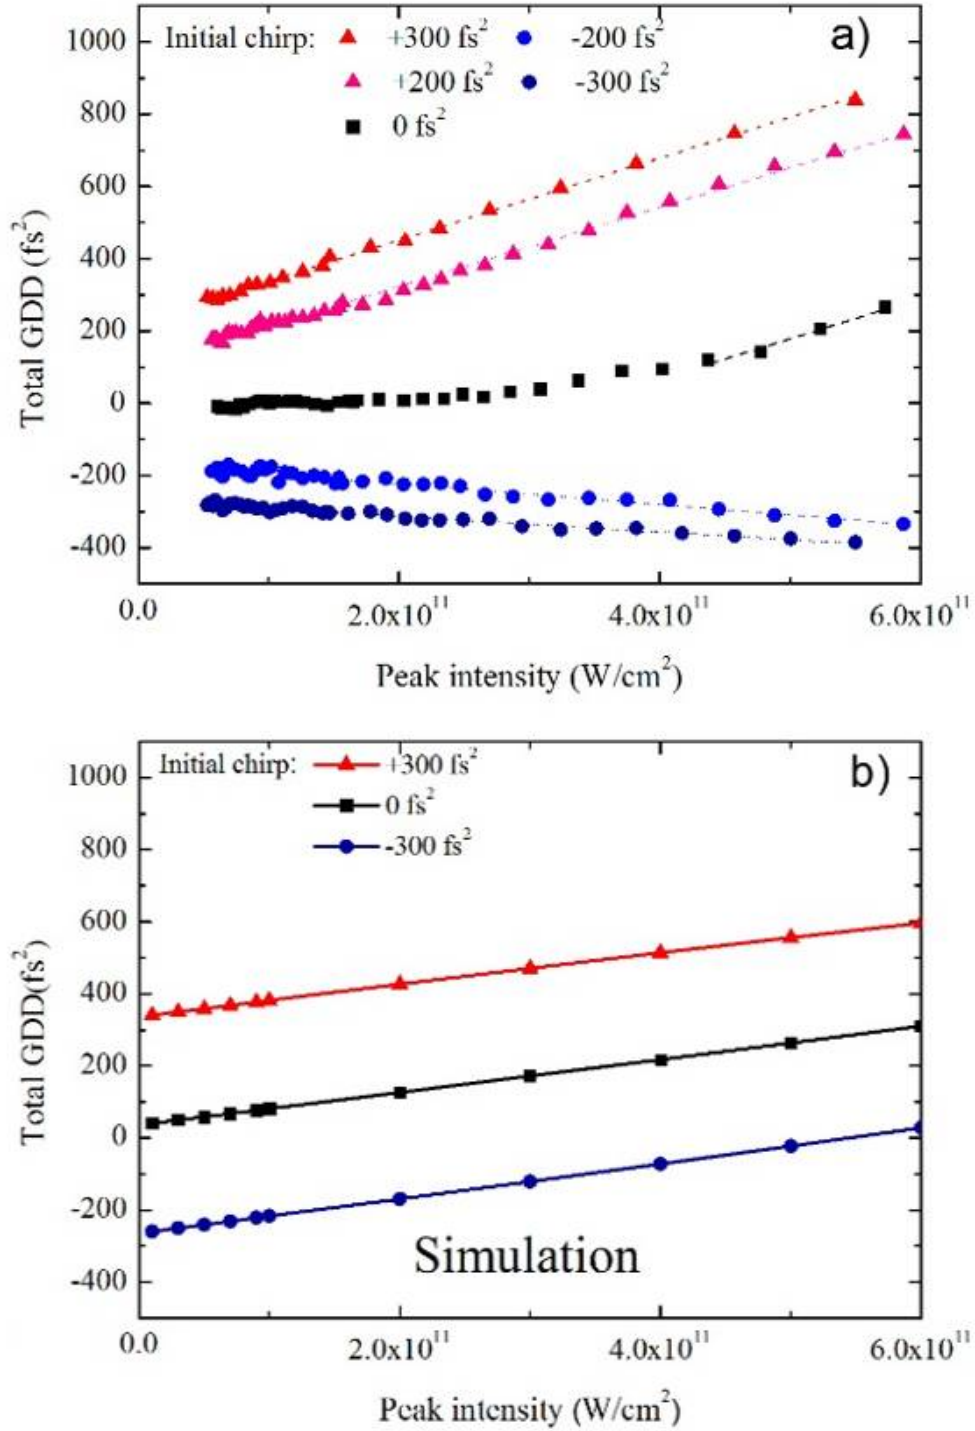 Initial chirp: +300 fs² -200 fs² a)
+200 fs² -300 fs²
0 fs²
1000
800
600
400
200
0
-200
-400
Total GDD (fs²)
0.0 2.0x10¹¹ 4.0x10¹¹ 6.0x10¹¹
Peak intensity (W/cm²)
Initial chirp: +300 fs² b)
0 fs²
-300 fs²
1000
800
600
400
200
0
-200
-400
Total GDD(fs²)
Simulation
0.0 2.0x10¹¹ 4.0x10¹¹ 6.0x10¹¹
Peak intensity (W/cm²)